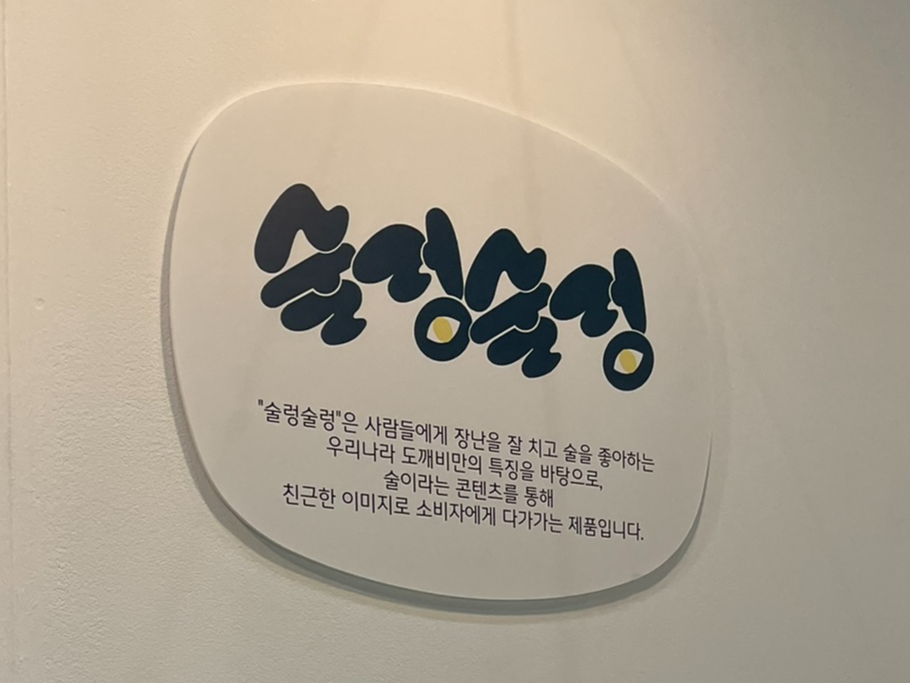 술렁술렁
"술렁술렁"은 사람들에게 장난을 잘 치고 술을 좋아하는
우리나라 도깨비만의 특징을 바탕으로,
술이라는 콘텐츠를 통해
친근한 이미지로 소비자에게 다가가는 제품입니다.